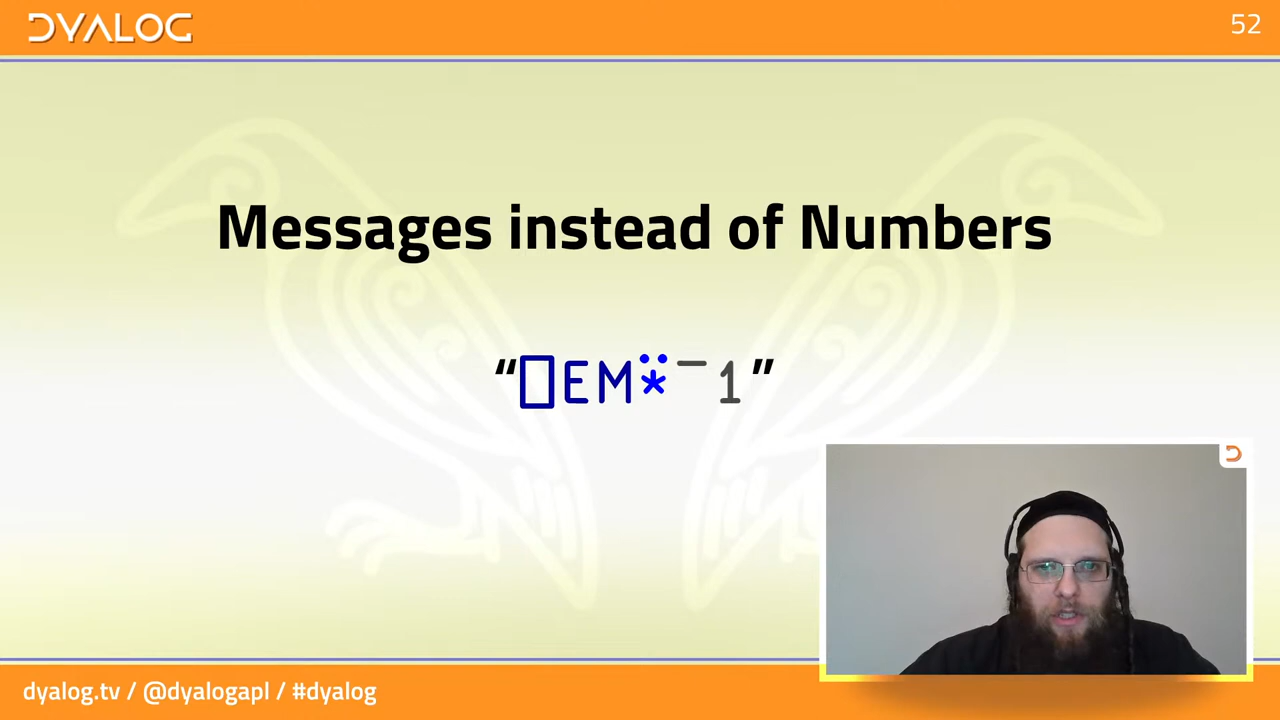 DYALOG
52
Messages instead of Numbers
“⎕EM⍣¯1”
dyalog.tv / @dyalogapl / #dyalog